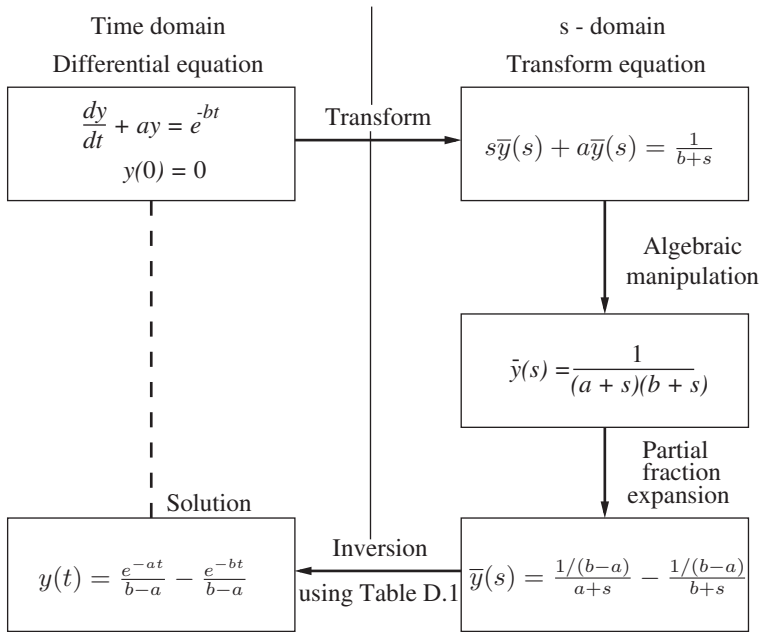 Time domain
s - domain
Differential equation
Transform equation
dy/dt + ay = e^-bt
y(0) = 0
Transform
sȳ(s) + aȳ(s) = 1/(b+s)
Algebraic
manipulation
ȳ(s) = 1/((a + s)(b + s))
Partial
fraction
expansion
Solution
y(t) = e^−at/(b−a) − e^−bt/(b−a)
Inversion
using Table D.1
ȳ(s) = (1/(b−a))/(a+s) − (1/(b−a))/(b+s)